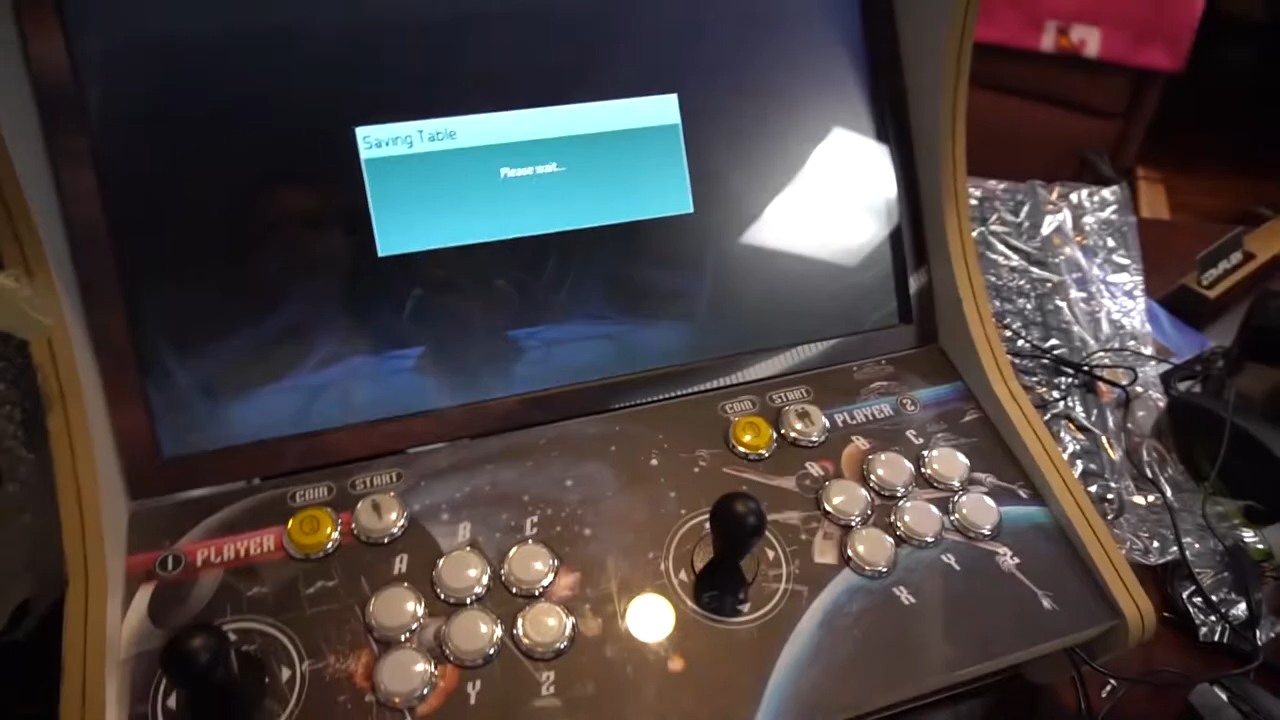 Saving Table
Please wait...
COIN START
PLAYER 2
B C
A
Y
X
COIN START
1 PLAYER
B C
A
Y Z